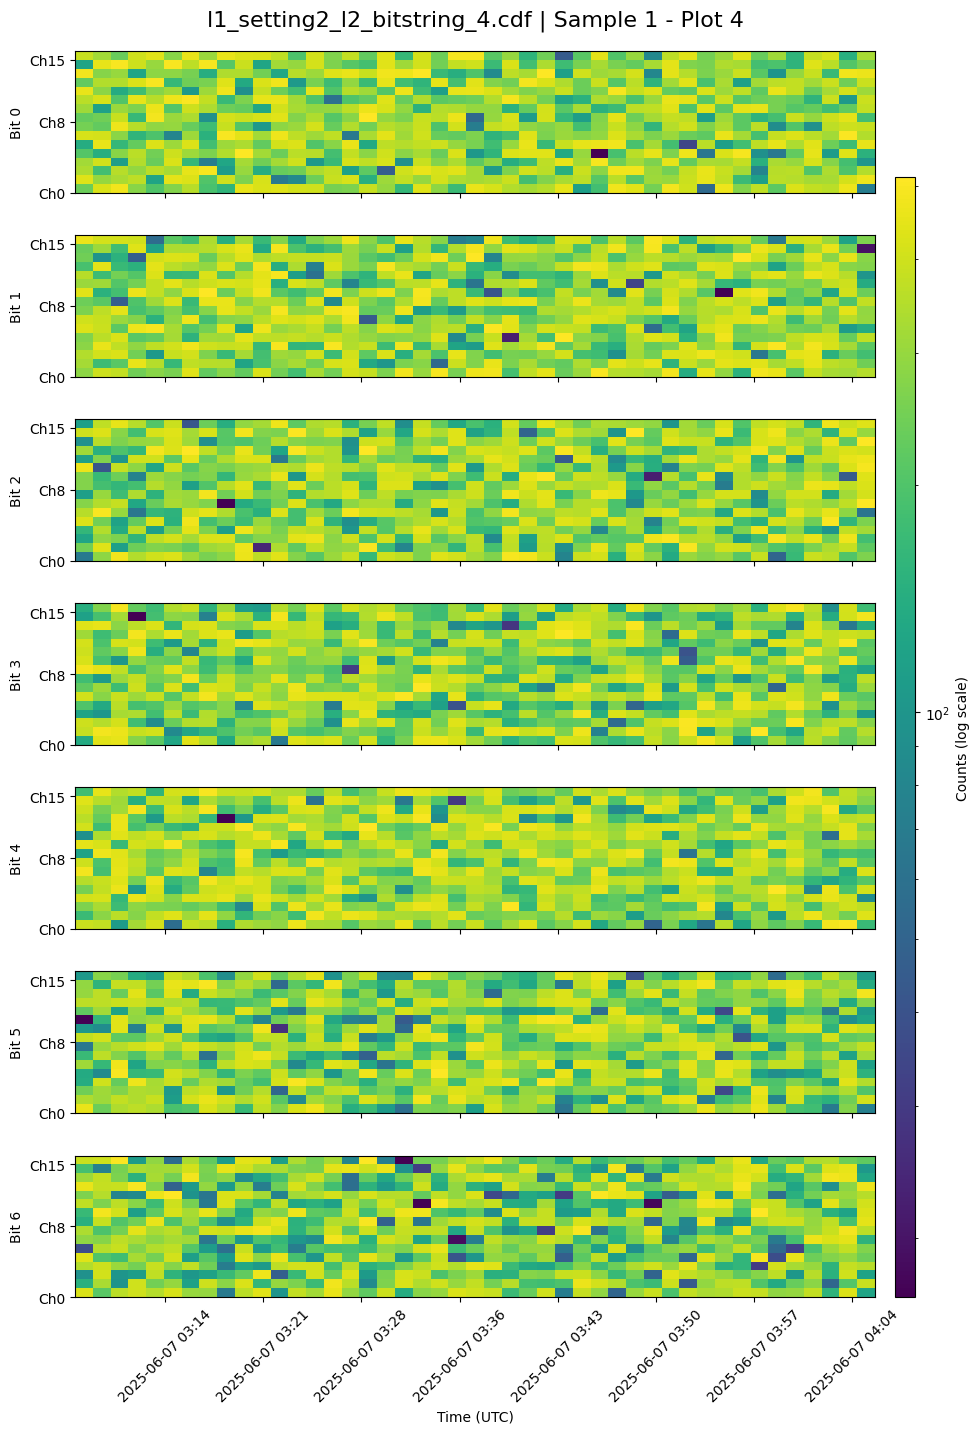 l1_setting2_l2_bitstring_4.cdf | Sample 1 - Plot 4
Ch15
Bit 0
Ch8
Ch0
Ch15
Bit 1
Ch8
Ch0
Ch15
Bit 2
Ch8
Ch0
Ch15
Bit 3
Ch8
Ch0
Ch15
Bit 4
Ch8
Ch0
Ch15
Bit 5
Ch8
Ch0
Ch15
Bit 6
Ch8
Ch0
10²
Counts (log scale)
2025-06-07 03:14
2025-06-07 03:21
2025-06-07 03:28
2025-06-07 03:36
2025-06-07 03:43
2025-06-07 03:50
2025-06-07 03:57
2025-06-07 04:04
Time (UTC)